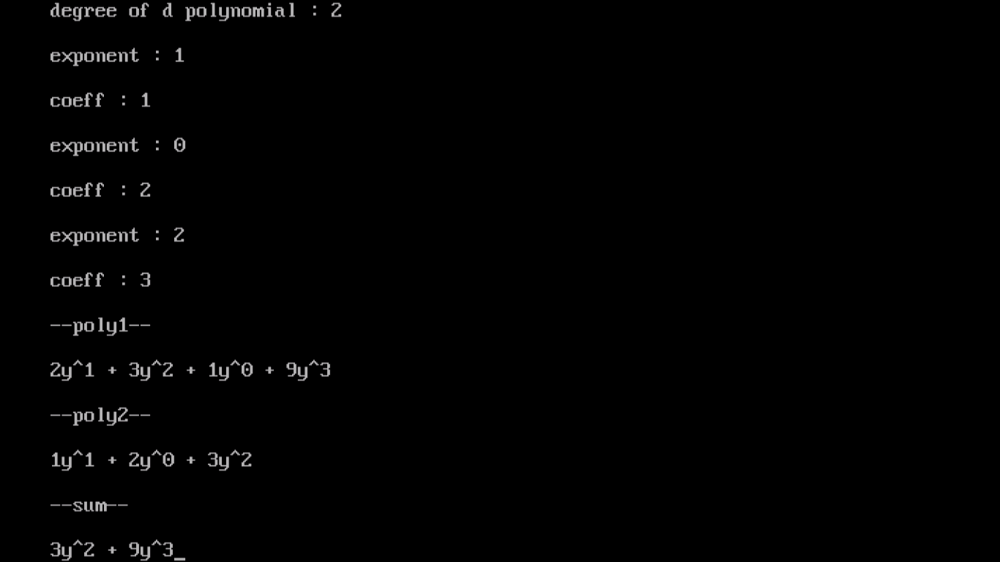 degree of d polynomial : 2
exponent : 1
coeff : 1
exponent : 0
coeff : 2
exponent : 2
coeff : 3
--poly1--
2y^1 + 3y^2 + 1y^0 + 9y^3
--poly2--
1y^1 + 2y^0 + 3y^2
--sum--
3y^2 + 9y^3_